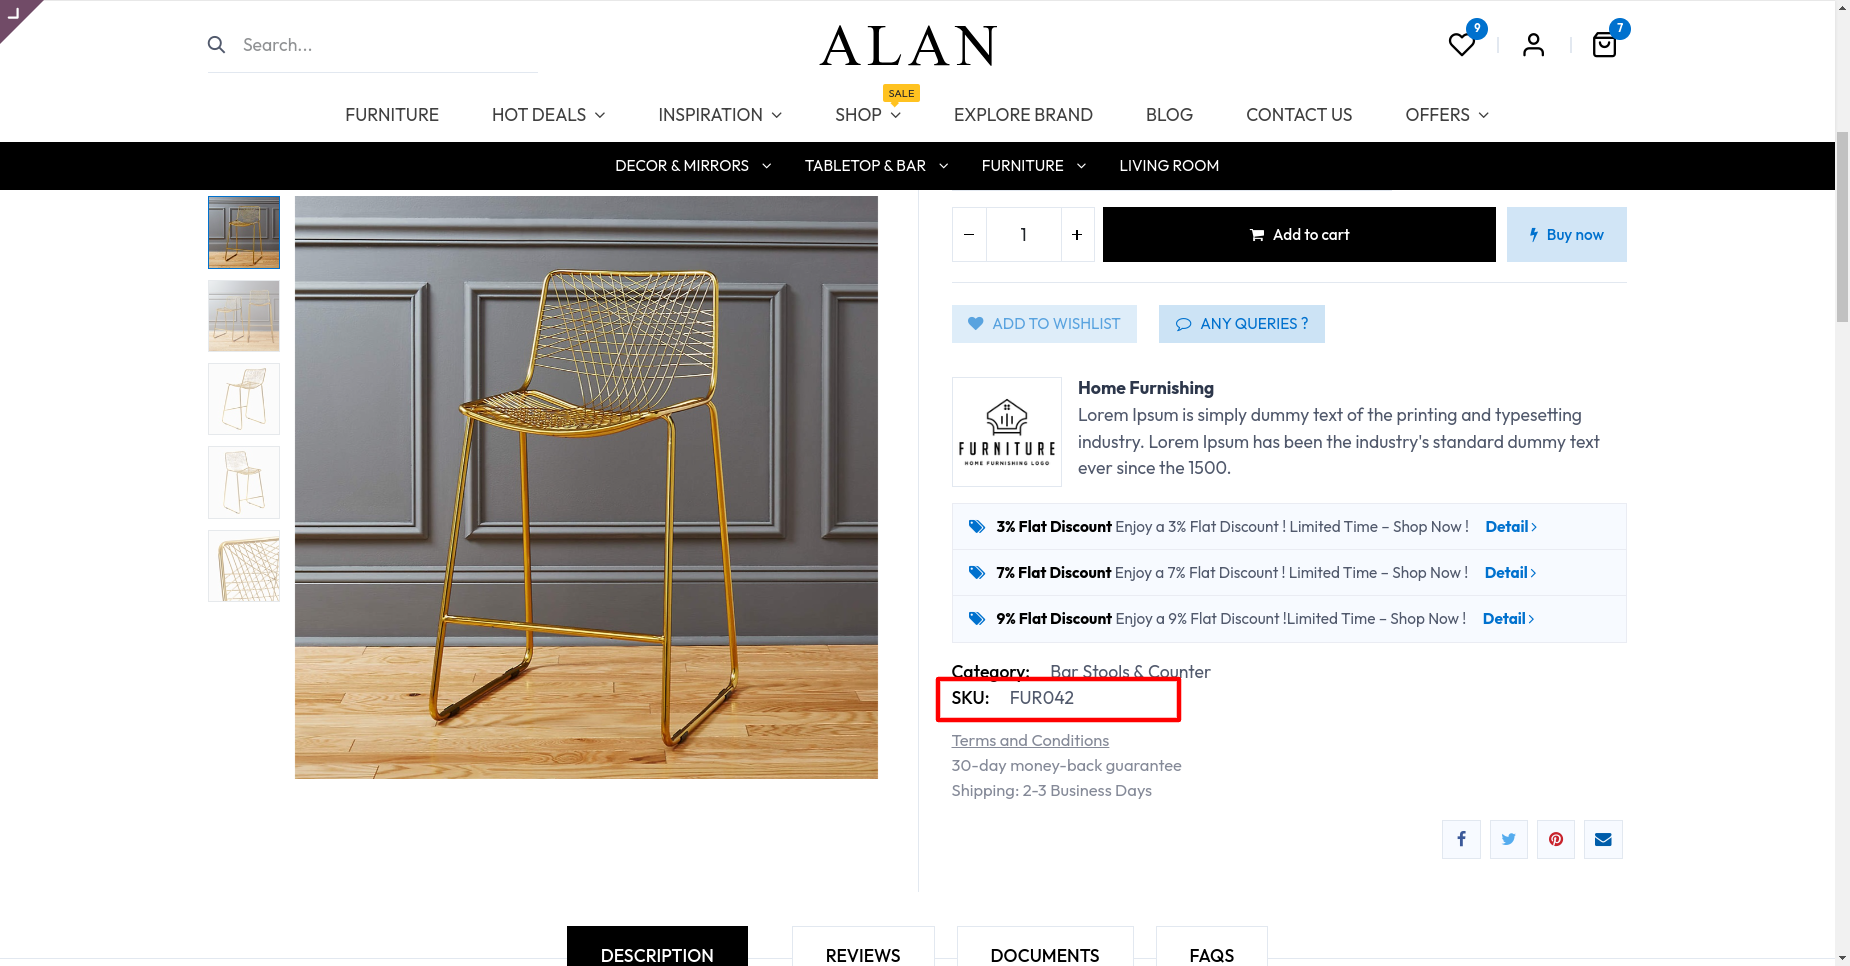 Search...
ALAN
9
7
SALE
FURNITURE HOT DEALS INSPIRATION SHOP EXPLORE BRAND BLOG CONTACT US OFFERS
DECOR & MIRRORS TABLETOP & BAR FURNITURE LIVING ROOM
− 1 + Add to cart Buy now
ADD TO WISHLIST ANY QUERIES ?
FURNITURE
HOME FURNISHING LOGO
Home Furnishing
Lorem Ipsum is simply dummy text of the printing and typesetting
industry. Lorem Ipsum has been the industry's standard dummy text
ever since the 1500.
3% Flat Discount Enjoy a 3% Flat Discount ! Limited Time – Shop Now ! Detail
7% Flat Discount Enjoy a 7% Flat Discount ! Limited Time – Shop Now ! Detail
9% Flat Discount Enjoy a 9% Flat Discount !Limited Time – Shop Now ! Detail
Category: Bar Stools & Counter
SKU: FUR042
Terms and Conditions
30-day money-back guarantee
Shipping: 2-3 Business Days
DESCRIPTION REVIEWS DOCUMENTS FAQS